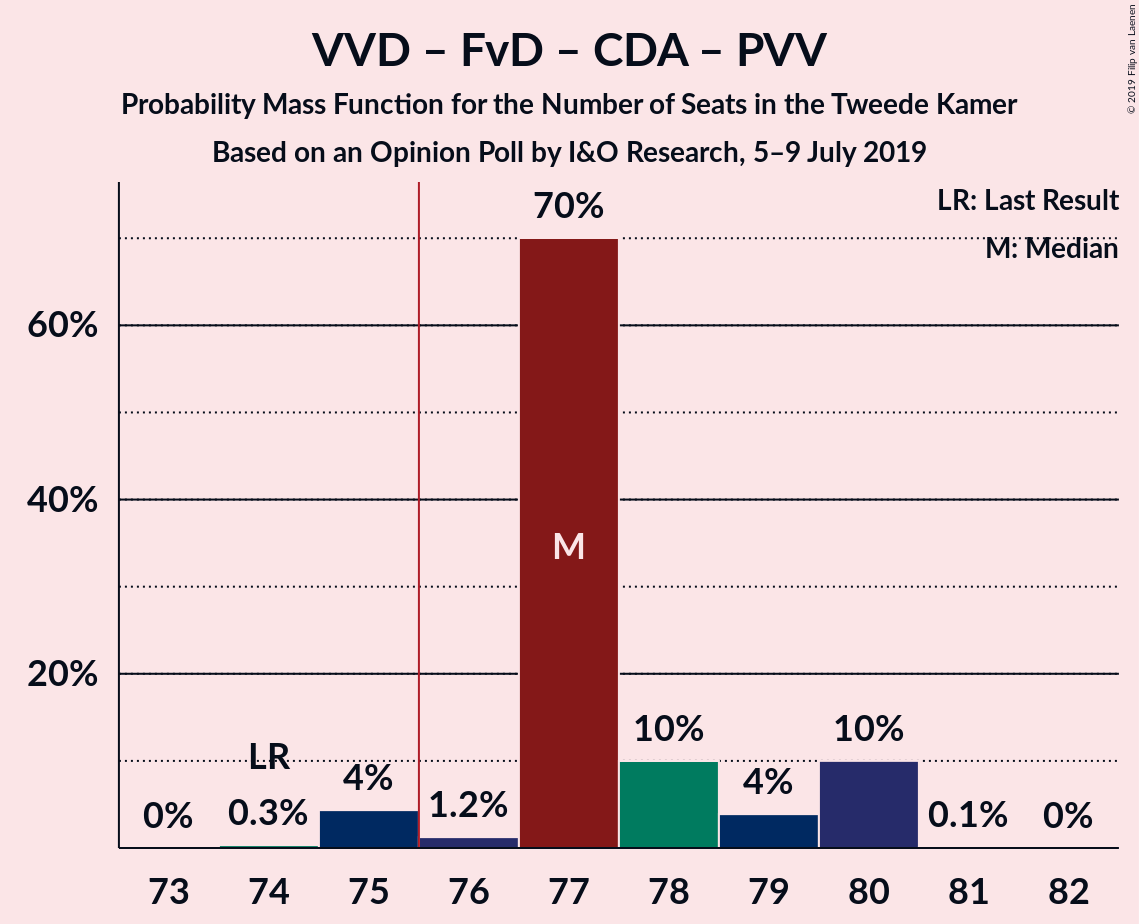 VVD – FvD – CDA – PVV
Probability Mass Function for the Number of Seats in the Tweede Kamer
Based on an Opinion Poll by I&O Research, 5–9 July 2019
© 2019 Filip van Laenen
LR: Last Result
M: Median
70%
60%
40%
20%
M
LR
0%
0.3%
4%
1.2%
10%
4%
10%
0.1%
0%
73 74 75 76 77 78 79 80 81 82